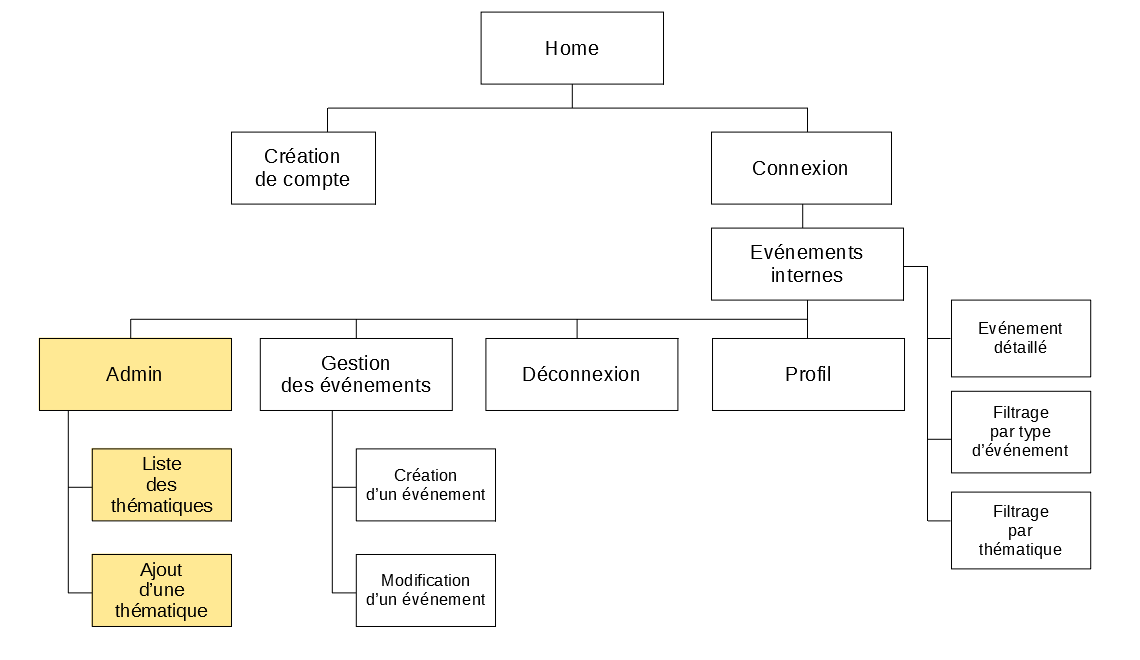 Home
Création
de compte
Connexion
Evénements
internes
Evénement
détaillé
Admin
Gestion
des événements
Déconnexion
Profil
Filtrage
par type
d’événement
Liste
des
thématiques
Création
d’un événement
Filtrage
par
thématique
Ajout
d’une
thématique
Modification
d’un événement